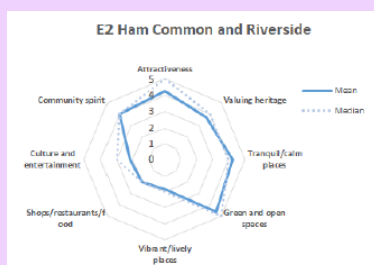 E2 Ham Common and Riverside
Attractiveness
5
4
3
2
1
0
Valuing heritage
Tranquil/calm
places
Green and open
spaces
Vibrant/lively
places
Shops/restaurants/f
ood
Culture and
entertainment
Community spirit
Mean
Median